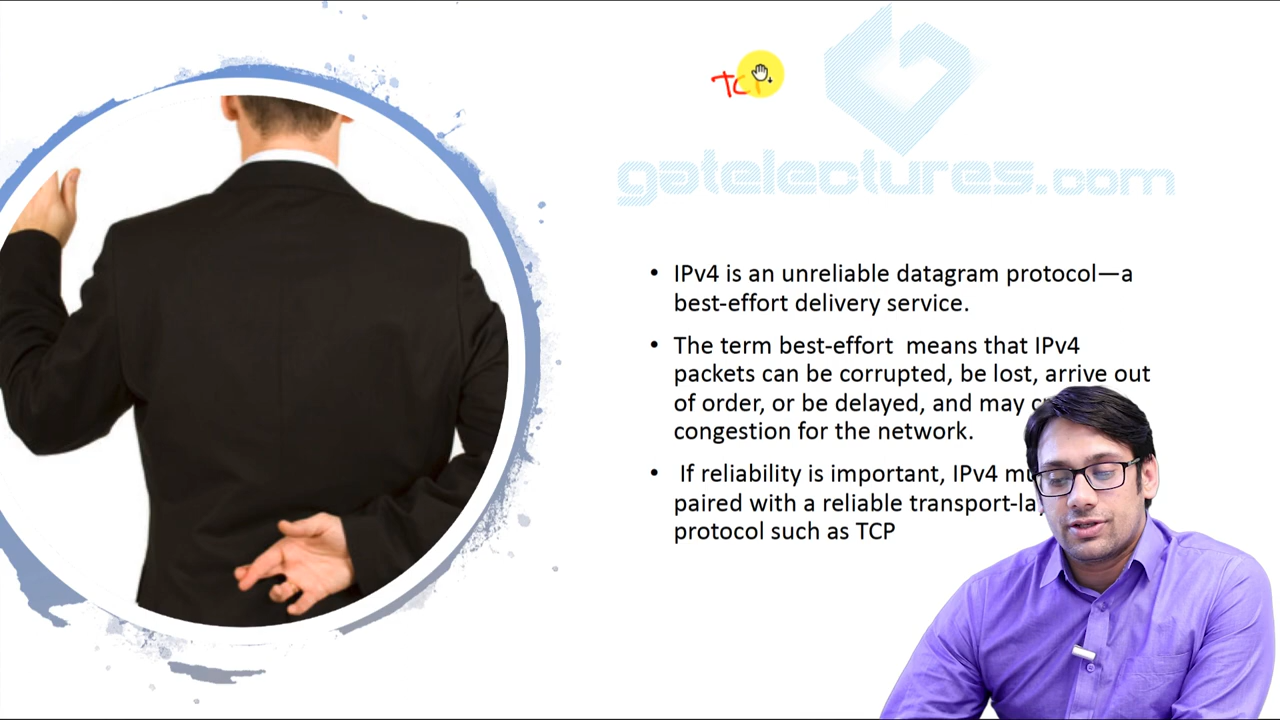 TCP
gatelectures.com
• IPv4 is an unreliable datagram protocol—a
best-effort delivery service.
• The term best-effort means that IPv4
packets can be corrupted, be lost, arrive out
of order, or be delayed, and may
congestion for the network.
• If reliability is important, IPv4
paired with a reliable
protocol such as TCP